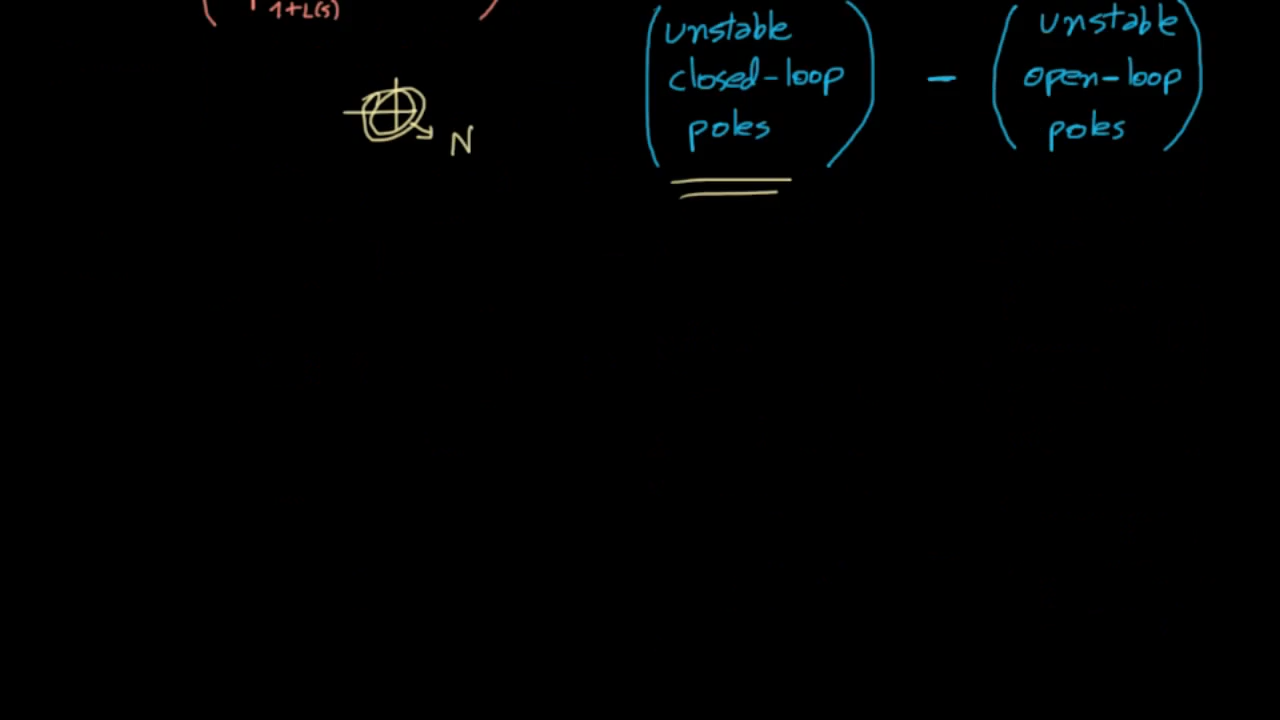 1+L(s)
N
unstable
closed-loop
poles
-
unstable
open-loop
poles